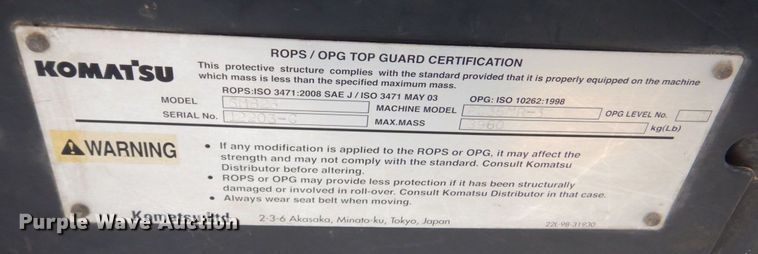 ROPS / OPG TOP GUARD CERTIFICATION
KOMATSU
This protective structure complies with the standard provided that it is properly equipped on the machine
which mass is less than the specified maximum mass.
ROPS:ISO 3471:2008 SAE J / ISO 3471 MAY 03 OPG: ISO 10262:1998
MODEL MACHINE MODEL OPG LEVEL No.
SERIAL No. MAX.MASS kg(Lb)
WARNING
• If any modification is applied to the ROPS or OPG, it may affect the
strength and may not comply with the standard. Consult Komatsu
Distributor before altering.
• ROPS or OPG may provide less protection if it has been structurally
damaged or involved in roll-over. Consult Komatsu Distributor in that case.
• Always wear seat belt when moving.
Komatsu Ltd. 2-3-6 Akasaka, Minato-ku, Tokyo, Japan
22L-98-31930
Purple Wave Auction